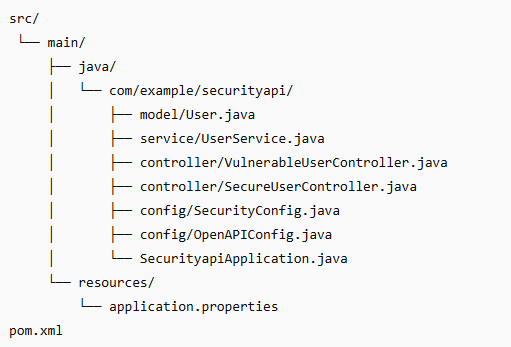 src/
└── main/
├── java/
│   └── com/example/securityapi/
│       ├── model/User.java
│       ├── service/UserService.java
│       ├── controller/VulnerableUserController.java
│       ├── controller/SecureUserController.java
│       ├── config/SecurityConfig.java
│       ├── config/OpenAPIConfig.java
│       └── SecurityapiApplication.java
└── resources/
└── application.properties
pom.xml